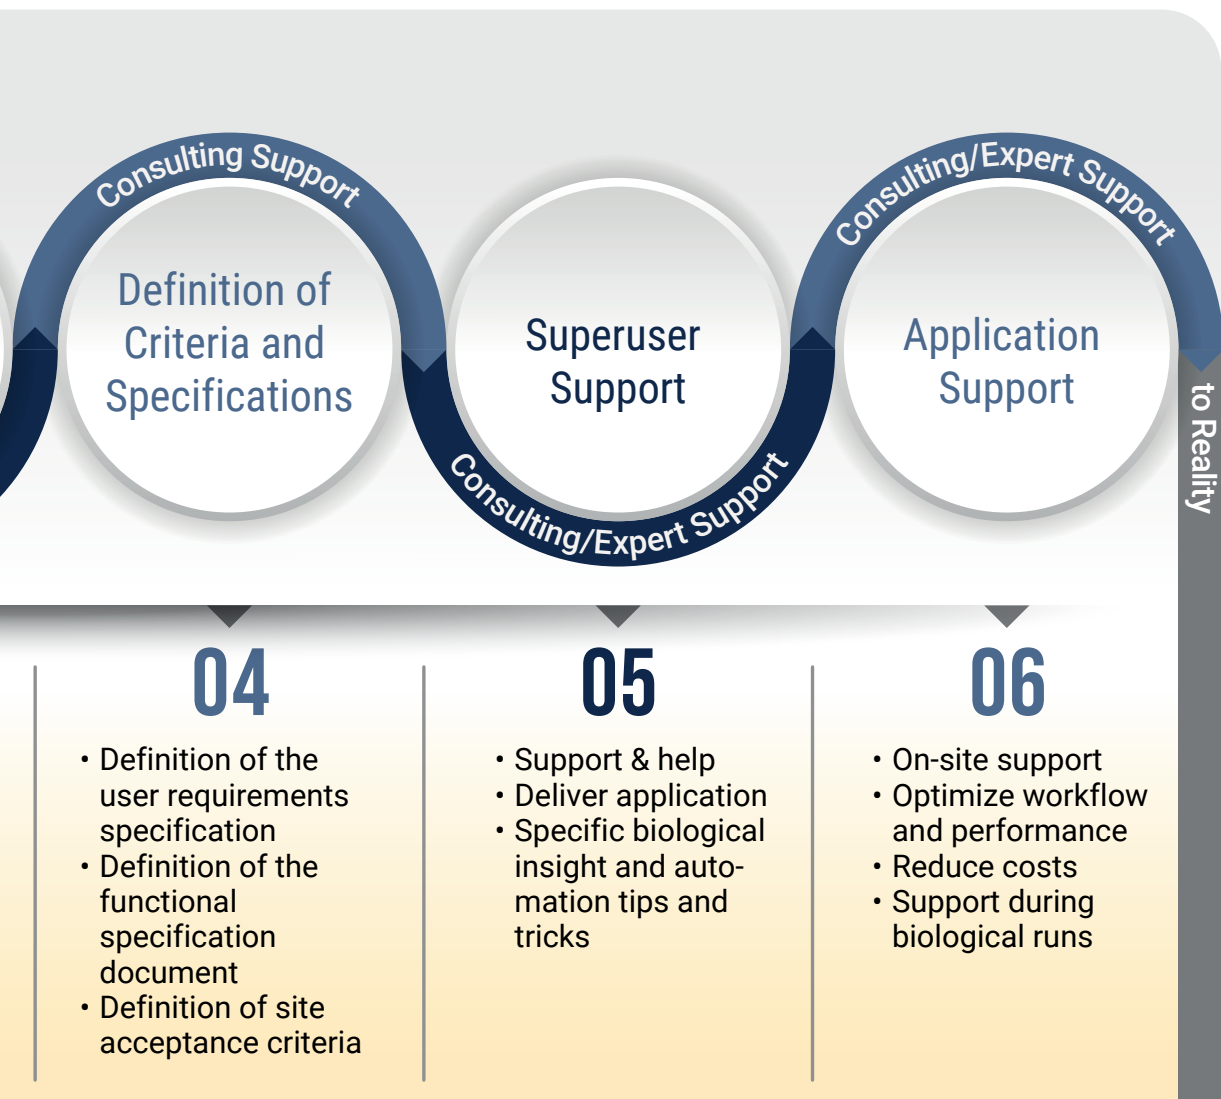 Consulting Support
Definition of
Criteria and
Specifications
Superuser
Support
Consulting/Expert Support
Consulting/Expert Support
Application
Support
to Reality
04
• Definition of the
user requirements
specification
• Definition of the
functional
specification
document
• Definition of site
acceptance criteria
05
• Support & help
• Deliver application
• Specific biological
insight and auto-
mation tips and
tricks
06
• On-site support
• Optimize workflow
and performance
• Reduce costs
• Support during
biological runs